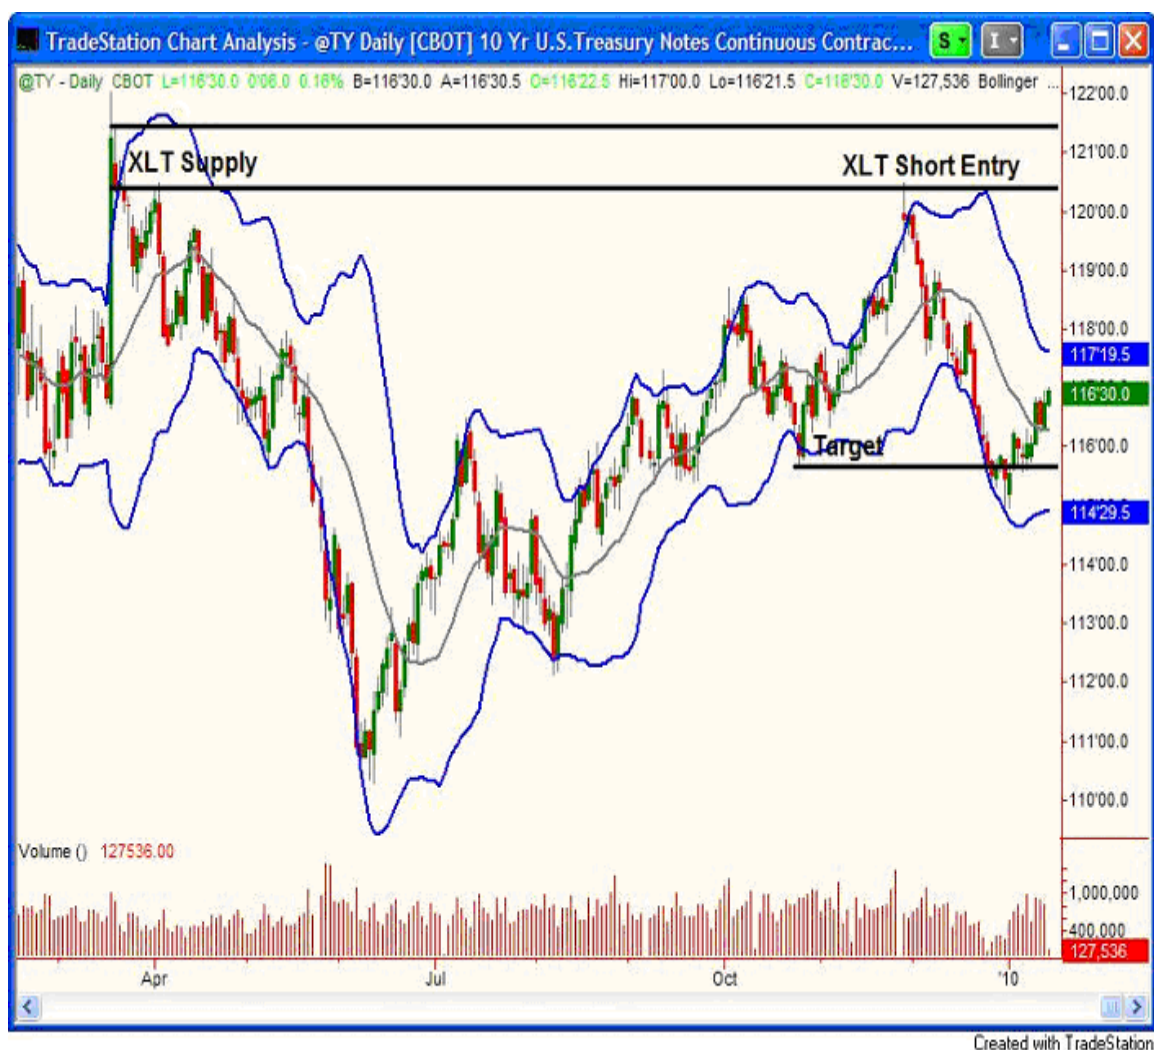 TradeStation Chart Analysis - @TY Daily [CBOT] 10 Yr U.S.Treasury Notes Continuous Contrac...
S
I
@TY - Daily CBOT L=116'30.0 0'06.0 0.16% B=116'30.0 A=116'30.5 O=116'22.5 Hi=117'00.0 Lo=116'21.5 C=116'30.0 V=127,536 Bollinger ...
122'00.0
121'00.0
XLT Supply
XLT Short Entry
120'00.0
119'00.0
118'00.0
117'19.5
116'30.0
116'00.0
Target
114'29.5
114'00.0
113'00.0
112'00.0
111'00.0
110'00.0
Volume () 127536.00
1,000,000
400,000
127,536
Apr
Jul
Oct
'10
Created with TradeStation